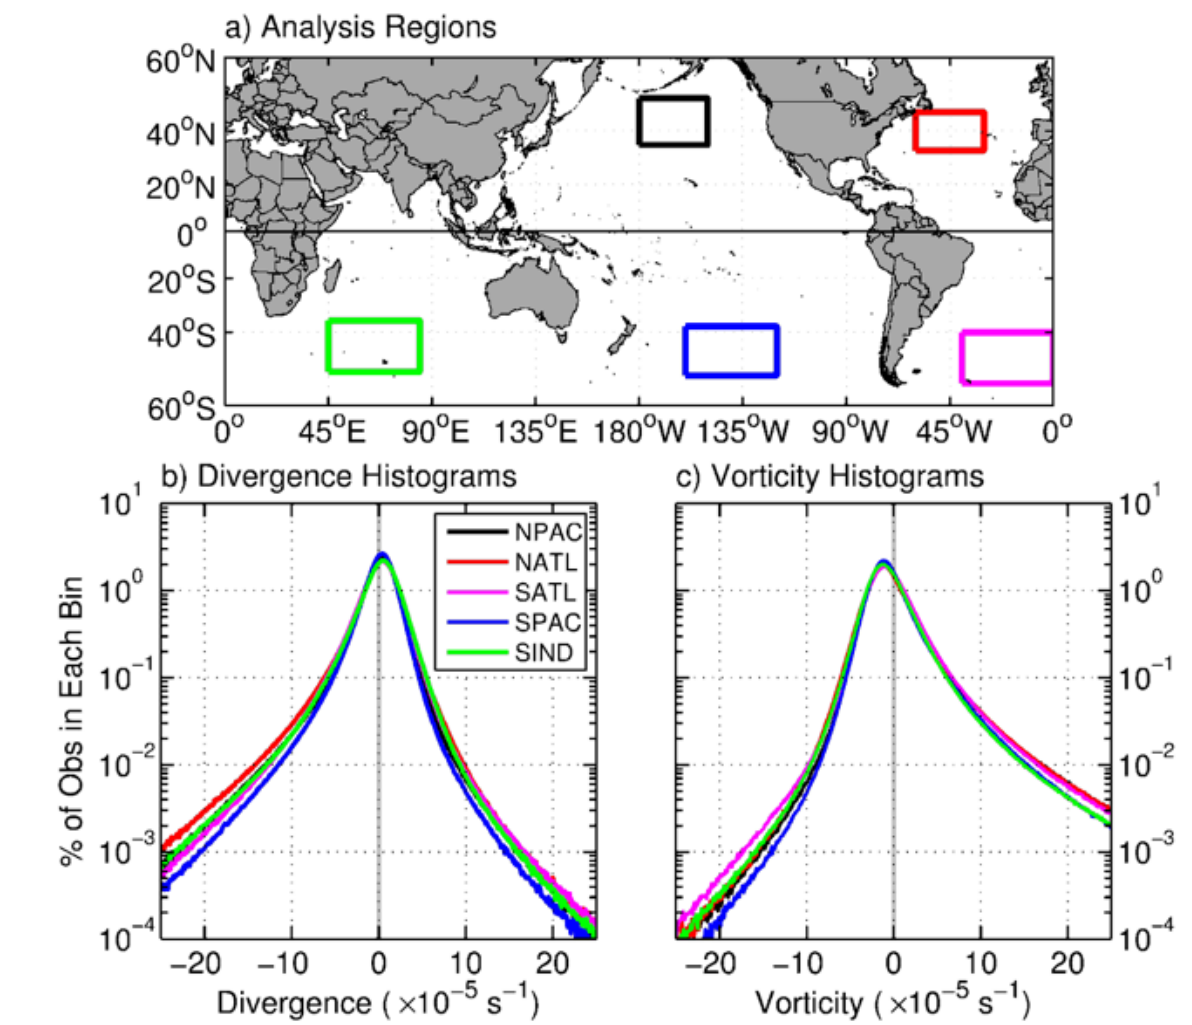 a) Analysis Regions
60°N
40°N
20°N
0°
20°S
40°S
60°S
0° 45°E 90°E 135°E 180°W 135°W 90°W 45°W 0°
b) Divergence Histograms
% of Obs in Each Bin
10¹
10⁰
10⁻¹
10⁻²
10⁻³
10⁻⁴
NPAC
NATL
SATL
SPAC
SIND
−20 −10 0 10 20
Divergence (×10⁻⁵ s⁻¹)
c) Vorticity Histograms
10¹
10⁰
10⁻¹
10⁻²
10⁻³
10⁻⁴
−20 −10 0 10 20
Vorticity (×10⁻⁵ s⁻¹)